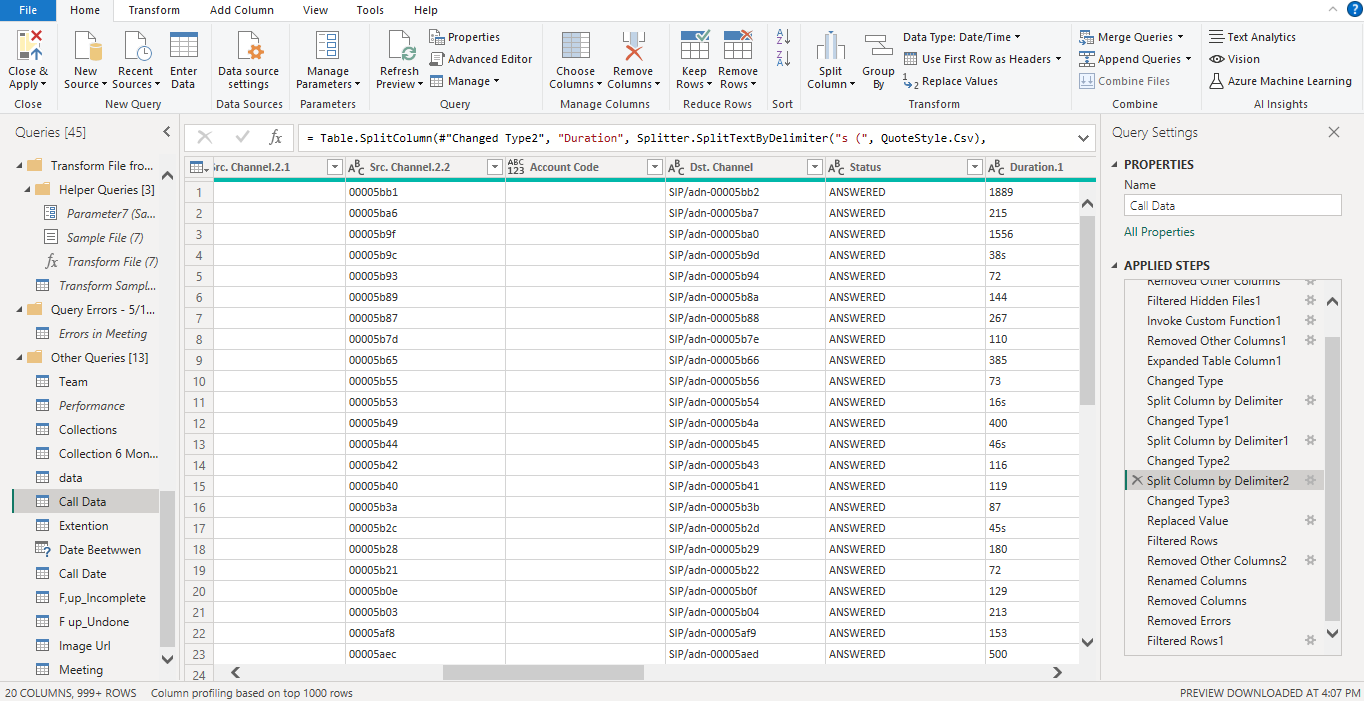 File Home Transform Add Column View Tools Help
Close & Apply
New Source
Recent Sources
Enter Data
Data source settings
Manage Parameters
Refresh Preview
Properties
Advanced Editor
Manage
Choose Columns
Remove Columns
Keep Rows
Remove Rows
Split Column
Group By
Data Type: Date/Time
Use First Row as Headers
Replace Values
Merge Queries
Append Queries
Combine Files
Text Analytics
Vision
Azure Machine Learning
Close New Query Data Sources Parameters Query Manage Columns Reduce Rows Sort Transform Combine AI Insights
Queries [45]
Transform File fro...
Helper Queries [3]
Parameter7 (Sa...
Sample File (7)
fx Transform File (7)
Transform Sampl...
Query Errors - 5/1...
Errors in Meeting
Other Queries [13]
Team
Performance
Collections
Collection 6 Mon...
data
Call Data
Extention
Date Beetwwen
Call Date
F,up_Incomplete
F up_Undone
Image Url
Meeting
fx = Table.SplitColumn(#"Changed Type2", "Duration", Splitter.SplitTextByDelimiter("s (", QuoteStyle.Csv),
Src. Channel.2.1 ABC Src. Channel.2.2 ABC 123 Account Code ABC Dst. Channel ABC Status ABC Duration.1
1 00005bb1 SIP/adn-00005bb2 ANSWERED 1889
2 00005ba6 SIP/adn-00005ba7 ANSWERED 215
3 00005b9f SIP/adn-00005ba0 ANSWERED 1556
4 00005b9c SIP/adn-00005b9d ANSWERED 38s
5 00005b93 SIP/adn-00005b94 ANSWERED 72
6 00005b89 SIP/adn-00005b8a ANSWERED 144
7 00005b87 SIP/adn-00005b88 ANSWERED 267
8 00005b7d SIP/adn-00005b7e ANSWERED 110
9 00005b65 SIP/adn-00005b66 ANSWERED 385
10 00005b55 SIP/adn-00005b56 ANSWERED 73
11 00005b53 SIP/adn-00005b54 ANSWERED 16s
12 00005b49 SIP/adn-00005b4a ANSWERED 400
13 00005b44 SIP/adn-00005b45 ANSWERED 46s
14 00005b42 SIP/adn-00005b43 ANSWERED 116
15 00005b40 SIP/adn-00005b41 ANSWERED 119
16 00005b3a SIP/adn-00005b3b ANSWERED 87
17 00005b2c SIP/adn-00005b2d ANSWERED 45s
18 00005b28 SIP/adn-00005b29 ANSWERED 180
19 00005b21 SIP/adn-00005b22 ANSWERED 72
20 00005b0e SIP/adn-00005b0f ANSWERED 129
21 00005b03 SIP/adn-00005b04 ANSWERED 213
22 00005af8 SIP/adn-00005af9 ANSWERED 153
23 00005aec SIP/adn-00005aed ANSWERED 500
24
Query Settings
PROPERTIES
Name
Call Data
All Properties
APPLIED STEPS
Removed Other Columns
Filtered Hidden Files1
Invoke Custom Function1
Removed Other Columns1
Expanded Table Column1
Changed Type
Split Column by Delimiter
Changed Type1
Split Column by Delimiter1
Changed Type2
Split Column by Delimiter2
Changed Type3
Replaced Value
Filtered Rows
Removed Other Columns2
Renamed Columns
Removed Columns
Removed Errors
Filtered Rows1
20 COLUMNS, 999+ ROWS Column profiling based on top 1000 rows PREVIEW DOWNLOADED AT 4:07 PM